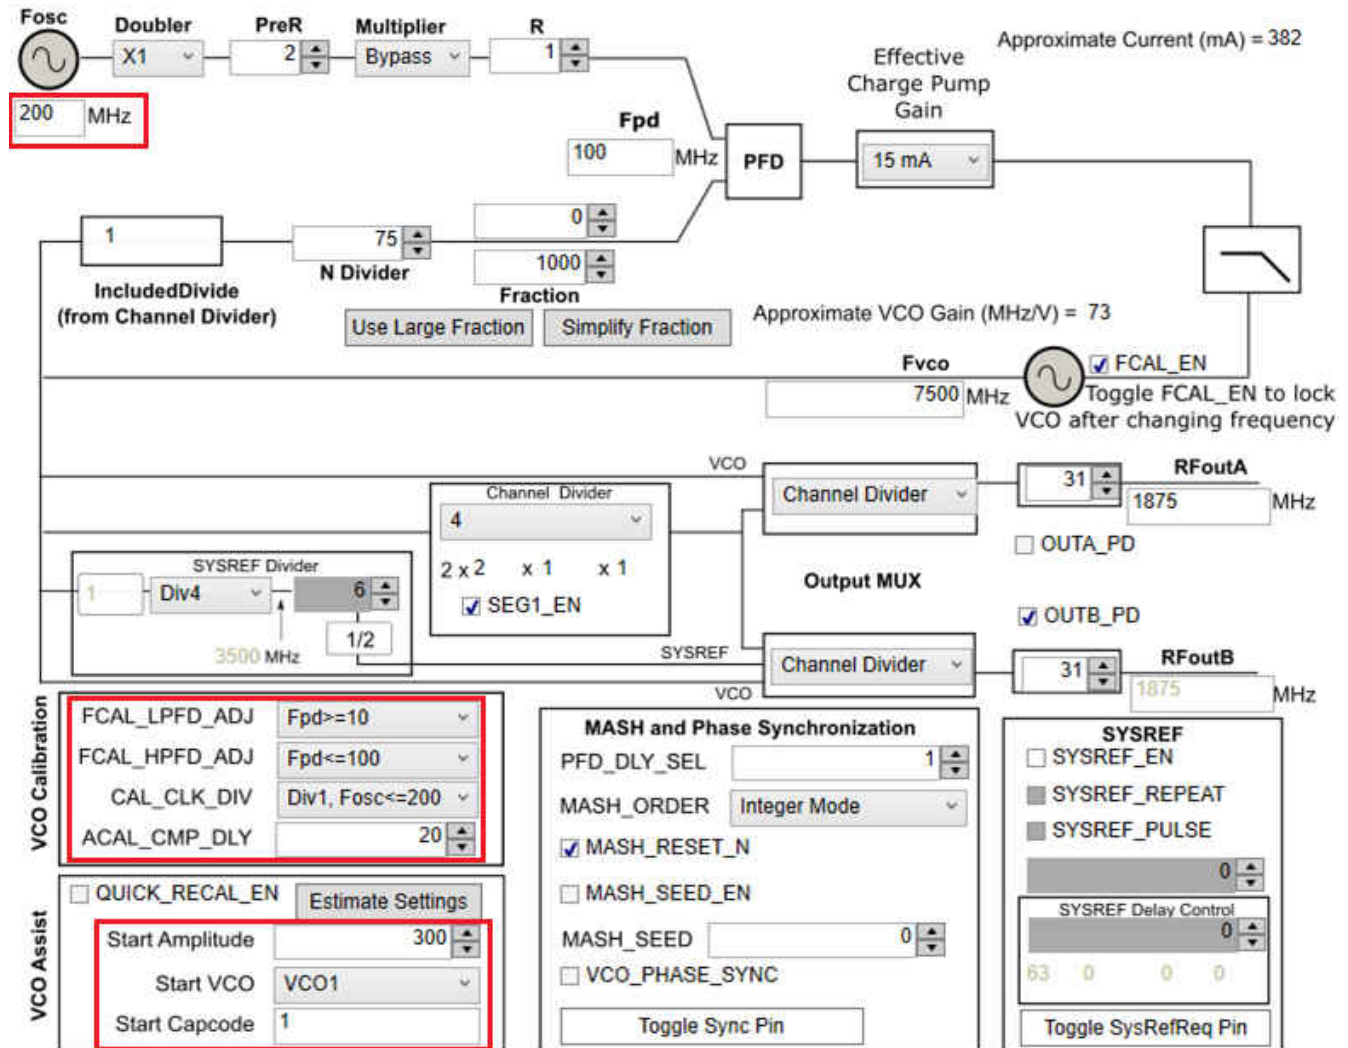 Fosc
Doubler
PreR
Multiplier
R
X1
2
Bypass
1
200
MHz
Approximate Current (mA) = 382
Effective
Charge Pump
Gain
15 mA
Fpd
100
MHz
PFD
1
75
0
1000
N Divider
Fraction
IncludedDivide
(from Channel Divider)
Use Large Fraction
Simplify Fraction
Approximate VCO Gain (MHz/V) = 73
Fvco
7500 MHz
FCAL_EN
Toggle FCAL_EN to lock
VCO after changing frequency
VCO
Channel Divider
4
2 x 2 x 1 x 1
SEG1_EN
Channel Divider
31
RFoutA
1875
MHz
OUTA_PD
Output MUX
SYSREF Divider
1
Div4
6
3500 MHz
1/2
SYSREF
VCO
Channel Divider
OUTB_PD
31
RFoutB
1875
MHz
VCO Calibration
FCAL_LPFD_ADJ Fpd>=10
FCAL_HPFD_ADJ Fpd<=100
CAL_CLK_DIV Div1, Fosc<=200
ACAL_CMP_DLY 20
VCO Assist
QUICK_RECAL_EN
Estimate Settings
Start Amplitude 300
Start VCO VCO1
Start Capcode 1
MASH and Phase Synchronization
PFD_DLY_SEL 1
MASH_ORDER Integer Mode
MASH_RESET_N
MASH_SEED_EN
MASH_SEED 0
VCO_PHASE_SYNC
Toggle Sync Pin
SYSREF
SYSREF_EN
SYSREF_REPEAT
SYSREF_PULSE
0
SYSREF Delay Control
0
63 0 0 0
Toggle SysRefReq Pin